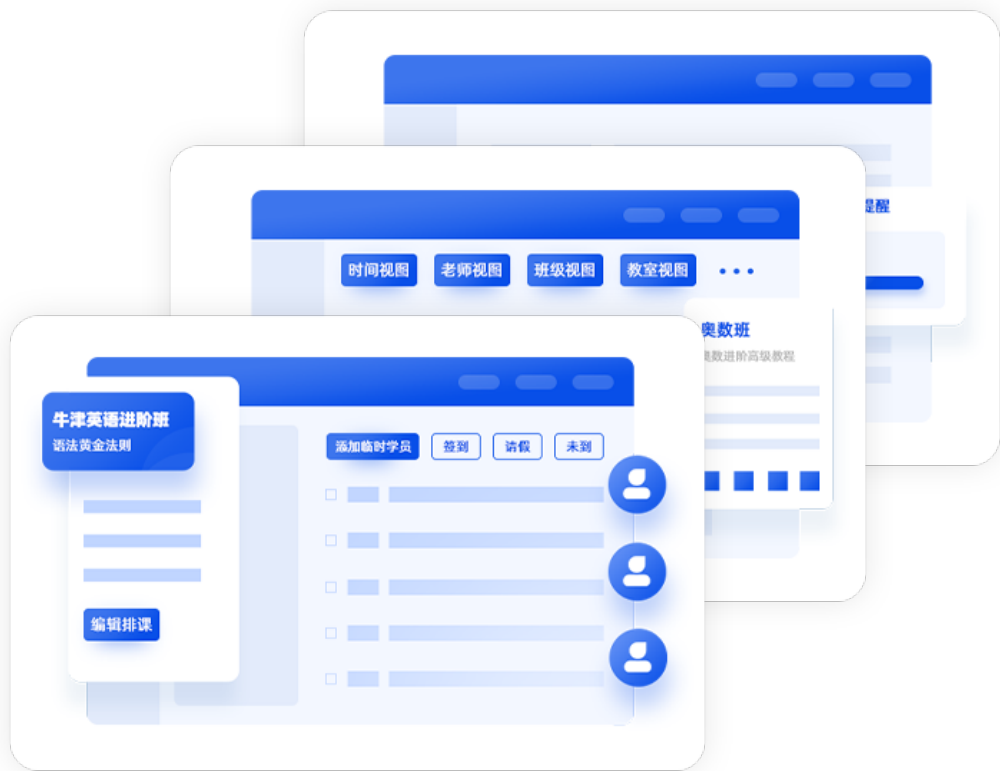 提醒
时间视图 老师视图 班级视图 教室视图
奥数班
奥数进阶高级教程
牛津英语进阶班
语法黄金法则
添加临时学员 签到 请假 未到
编辑排课